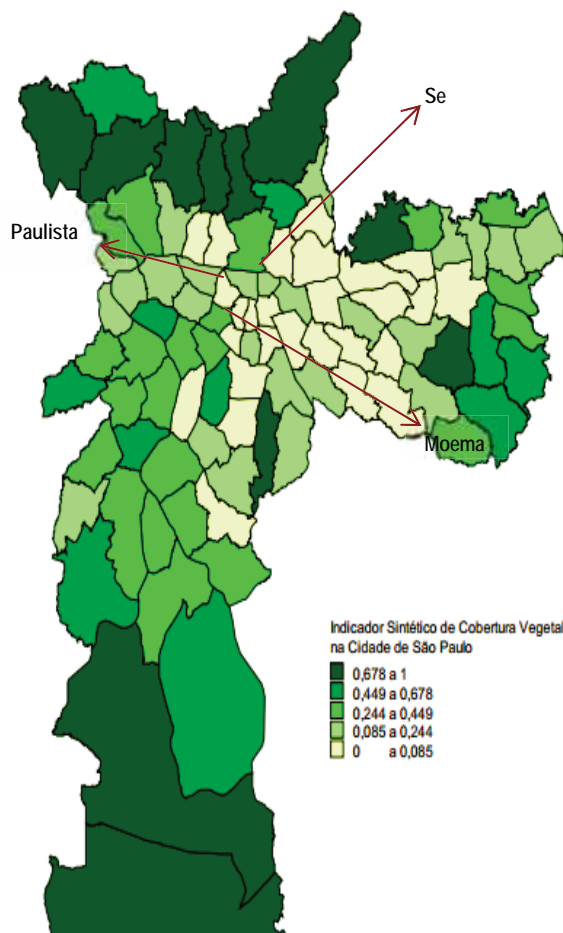 Se
Paulista
Moema
Indicador Sintético de Cobertura Vegetal
na Cidade de São Paulo
0,678 a 1
0,449 a 0,678
0,244 a 0,449
0,085 a 0,244
0 a 0,085